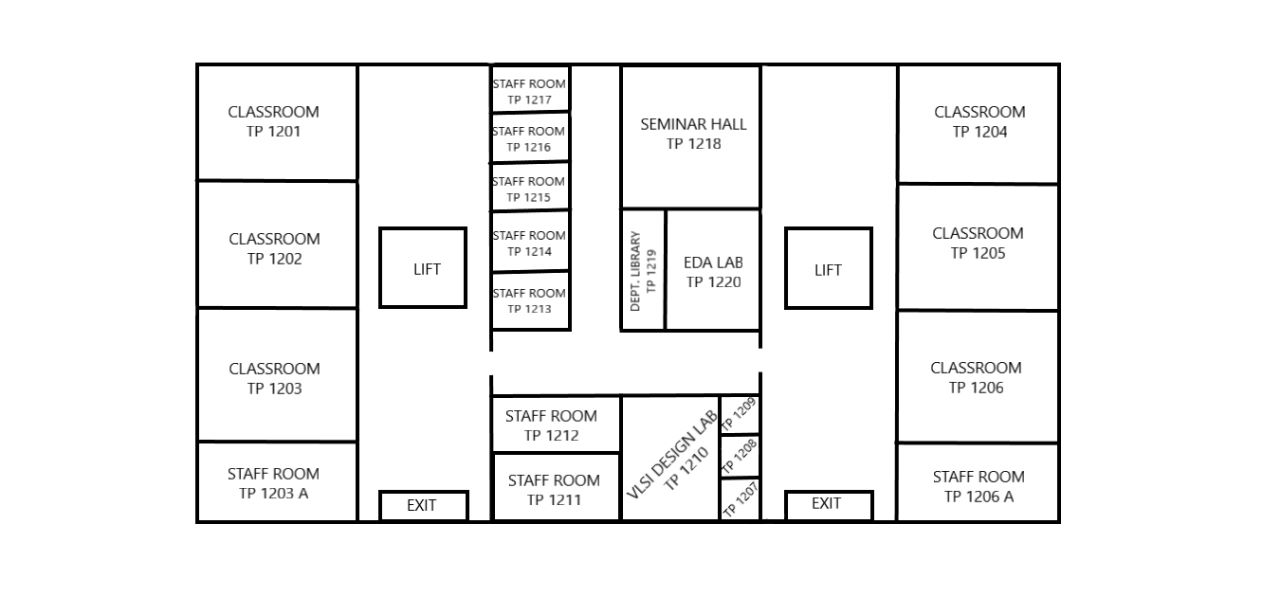 CLASSROOM
TP 1201
CLASSROOM
TP 1202
CLASSROOM
TP 1203
STAFF ROOM
TP 1203 A
LIFT
EXIT
STAFF ROOM
TP 1217
STAFF ROOM
TP 1216
STAFF ROOM
TP 1215
STAFF ROOM
TP 1214
STAFF ROOM
TP 1213
STAFF ROOM
TP 1212
STAFF ROOM
TP 1211
SEMINAR HALL
TP 1218
DEPT. LIBRARY
TP 1219
EDA LAB
TP 1220
VLSI DESIGN LAB
TP 1210
TP 1209
TP 1208
TP 1207
LIFT
EXIT
CLASSROOM
TP 1204
CLASSROOM
TP 1205
CLASSROOM
TP 1206
STAFF ROOM
TP 1206 A